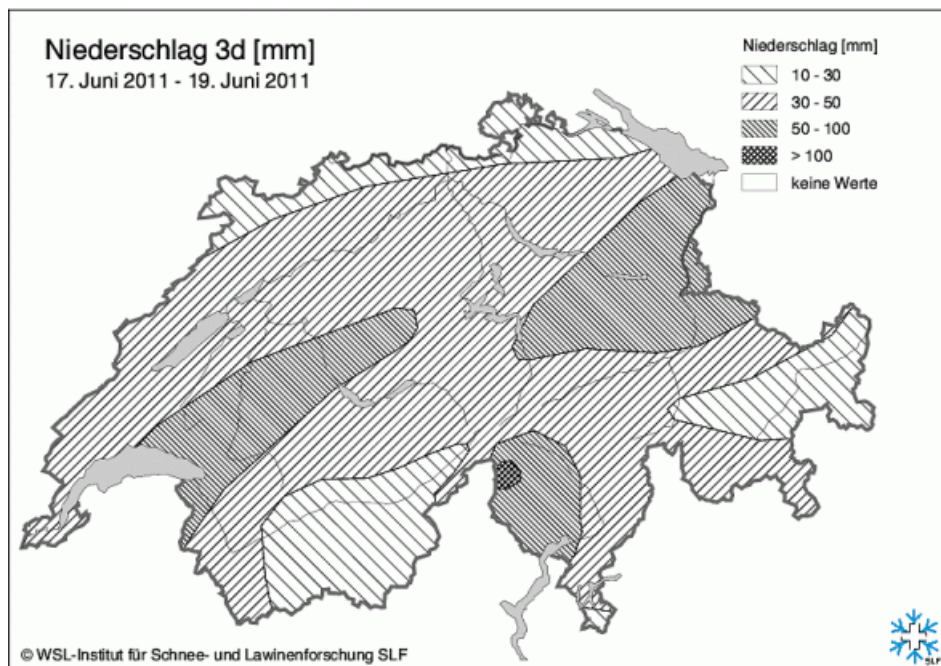 Niederschlag 3d [mm]
17. Juni 2011 - 19. Juni 2011
Niederschlag [mm]
10 - 30
30 - 50
50 - 100
> 100
keine Werte
© WSL-Institut für Schnee- und Lawinenforschung SLF
SLF